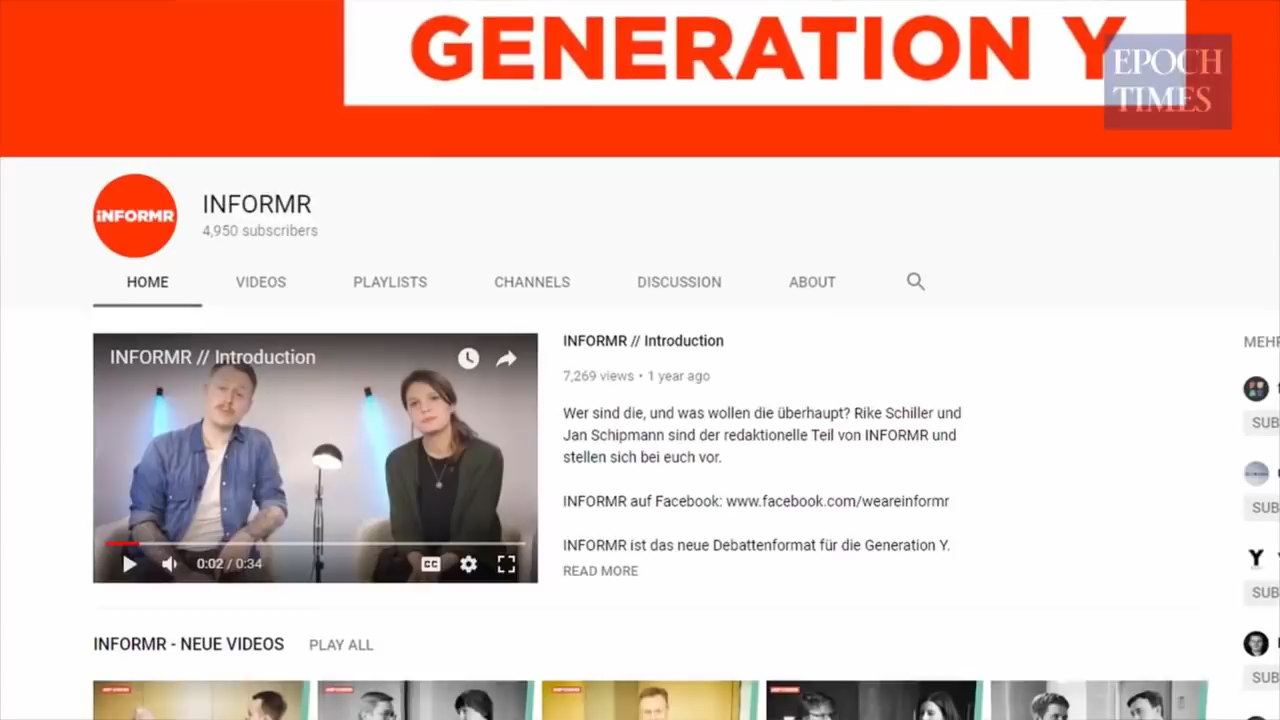 GENERATION Y
EPOCH
TIMES
iNFORMR
INFORMR
4,950 subscribers
HOME VIDEOS PLAYLISTS CHANNELS DISCUSSION ABOUT
INFORMR // Introduction
0:02 / 0:34
CC
INFORMR // Introduction
7,269 views • 1 year ago
Wer sind die, und was wollen die überhaupt? Rike Schiller und
Jan Schipmann sind der redaktionelle Teil von INFORMR und
stellen sich bei euch vor.
INFORMR auf Facebook: www.facebook.com/weareinformr
INFORMR ist das neue Debattenformat für die Generation Y.
READ MORE
MEHR
SUB
SUB
Y
SUB
SUB
INFORMR - NEUE VIDEOS PLAY ALL